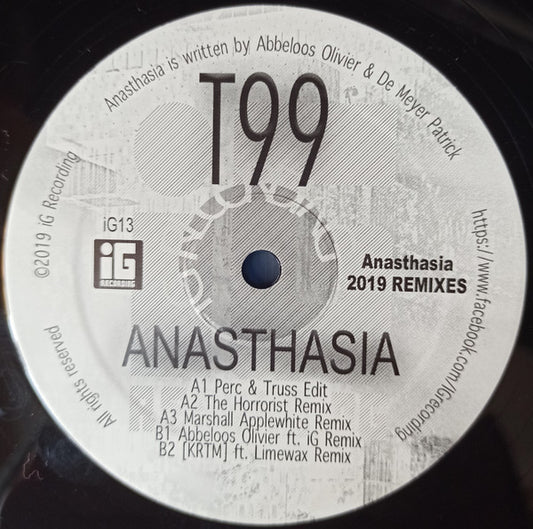 Anasthasia is written by Abbeloos Olivier & De Meyer Patrick
T99
©2019 iG Recording
iG13
iG
RECORDING
Anasthasia
2019 REMIXES
https://www.facebook.com/iGrecording
ANASTHASIA
All rights reserved
A1 Perc & Truss Edit
A2 The Horrorist Remix
A3 Marshall Applewhite Remix
B1 Abbeloos Olivier ft. iG Remix
B2 [KRTM] ft. Limewax Remix